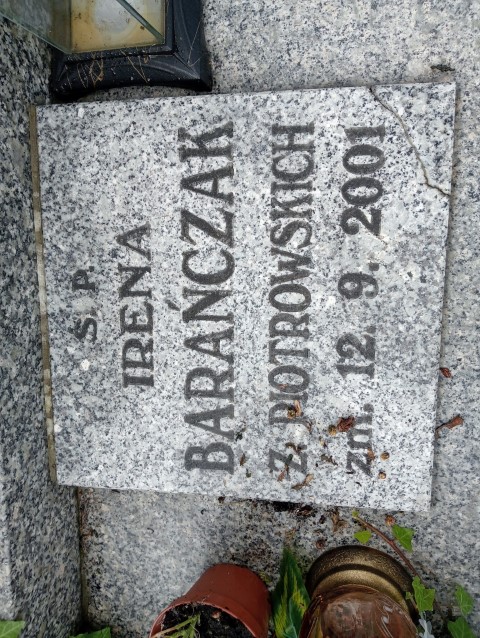 Ś.P.
IRENA
BARAŃCZAK
Z PIOTROWSKICH
zm. 12. 9. 2001